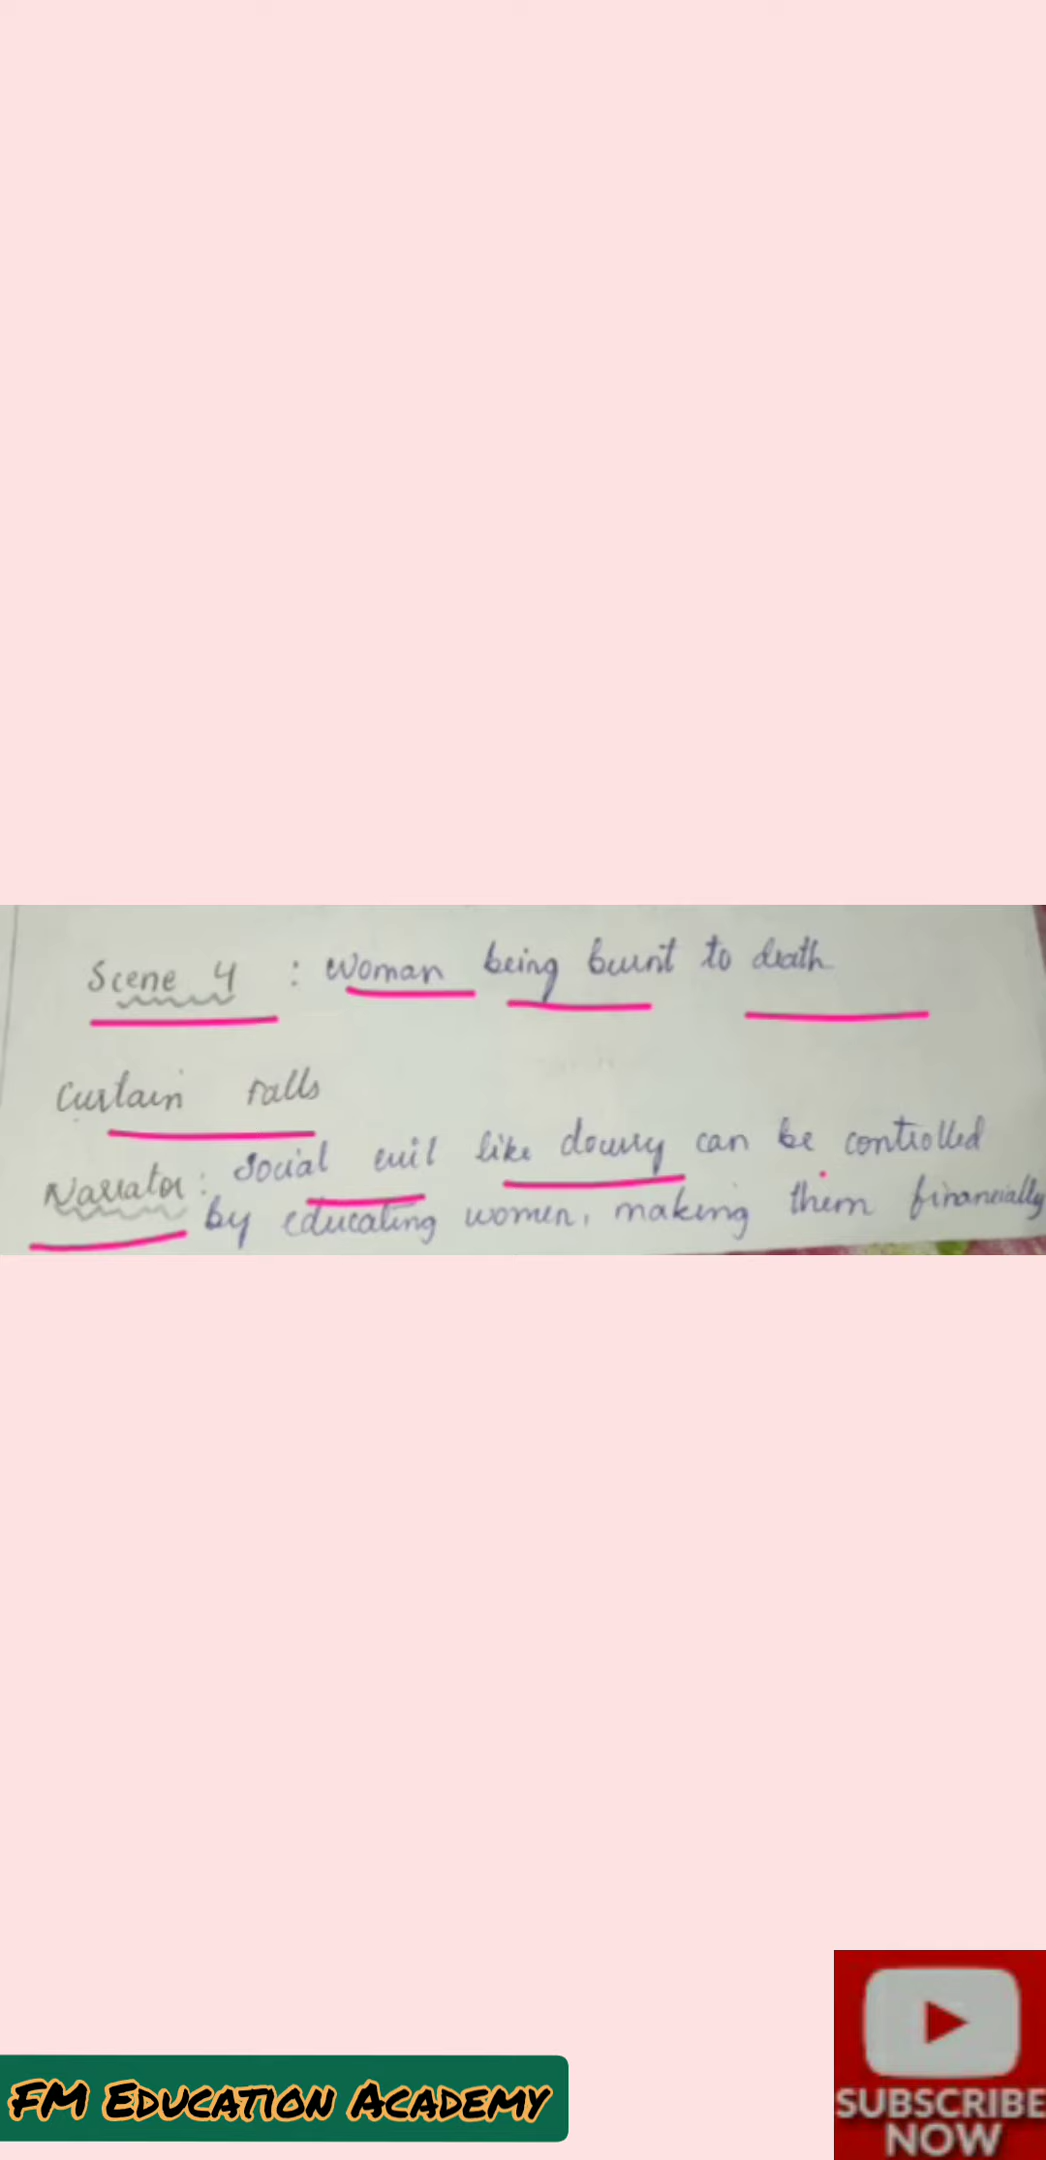 Scene 4 : Woman being burnt to death
Curtain falls
Narrator : Social evil like dowry can be controlled
by educating women, making them financially
FM EDUCATION ACADEMY
SUBSCRIBE
NOW